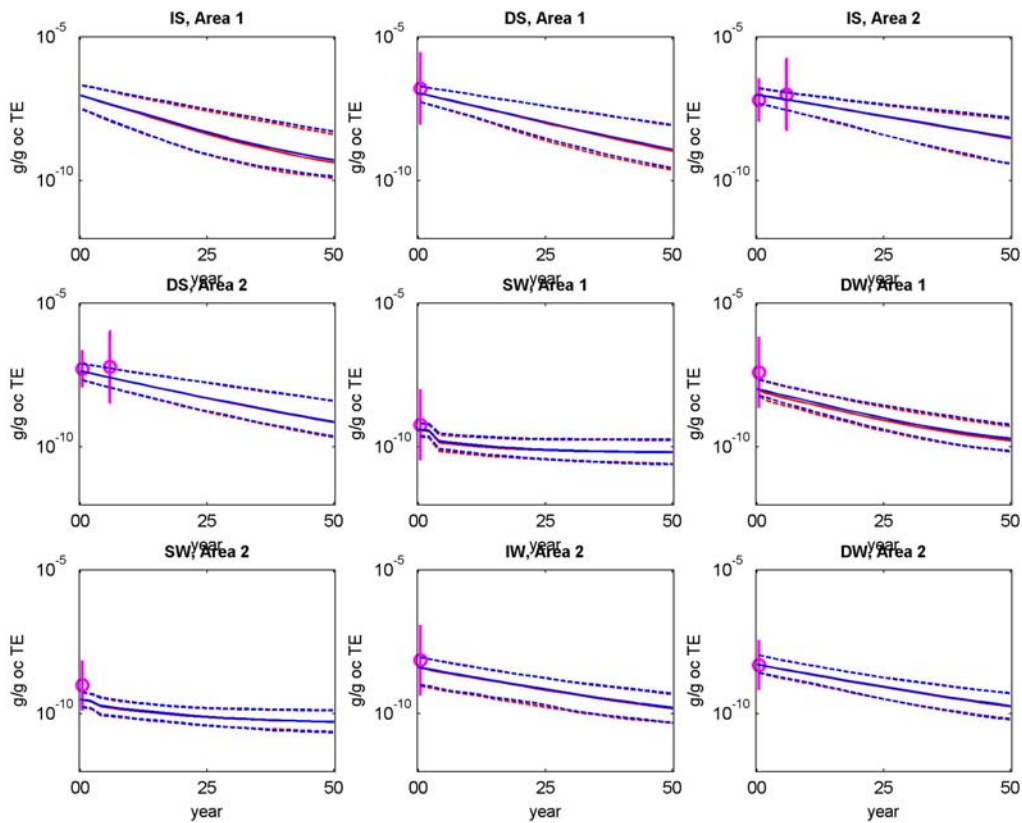 IS, Area 1
DS, Area 1
IS, Area 2
10-5
10-5
10-5
g/g oc TE
g/g oc TE
g/g oc TE
10-10
10-10
10-10
00 25 50
00 25 50
00 25 50
year
year
year
DS, Area 2
SW, Area 1
DW, Area 1
10-5
10-5
10-5
g/g oc TE
g/g oc TE
g/g oc TE
10-10
10-10
10-10
00 25 50
00 25 50
00 25 50
year
year
year
SW, Area 2
IW, Area 2
DW, Area 2
10-5
10-5
10-5
g/g oc TE
g/g oc TE
g/g oc TE
10-10
10-10
10-10
00 25 50
00 25 50
00 25 50
year
year
year